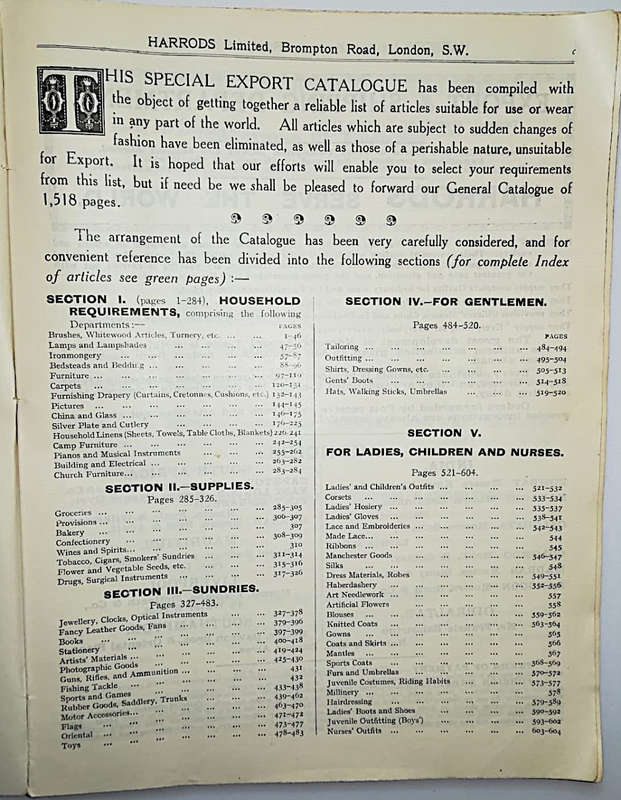 HARRODS Limited, Brompton Road, London, S.W.
THIS SPECIAL EXPORT CATALOGUE has been compiled with
the object of getting together a reliable list of articles suitable for use or wear
in any part of the world. All articles which are subject to sudden changes of
fashion have been eliminated, as well as those of a perishable nature, unsuitable
for Export. It is hoped that our efforts will enable you to select your requirements
from this list, but if need be we shall be pleased to forward our General Catalogue of
1,518 pages.
The arrangement of the Catalogue has been very carefully considered, and for
convenient reference has been divided into the following sections (for complete Index
of articles see green pages) :—
SECTION I. (pages 1-284), HOUSEHOLD
REQUIREMENTS, comprising the following
Departments :—
PAGES
Brushes, Whitewood Articles, Turnery, etc. ... ... 1-46
Lamps and Lampshades ... ... ... ... 47-56
Ironmongery ... ... ... ... ... 57-87
Bedsteads and Bedding ... ... ... ... 88-96
Furniture ... ... ... ... ... ... 97-119
Carpets ... ... ... ... ... ... 120-131
Furnishing Drapery (Curtains, Cretonnes, Cushions, etc.) 132-143
Pictures ... ... ... ... ... ... 144-145
China and Glass ... ... ... ... ... 146-175
Silver Plate and Cutlery ... ... ... ... 176-225
Household Linens (Sheets, Towels, Table Cloths, Blankets) 226-241
Camp Furniture ... ... ... ... ... 242-254
Pianos and Musical Instruments ... ... ... 255-262
Building and Electrical ... ... ... ... 263-282
Church Furniture... ... ... ... ... 283-284
SECTION II.—SUPPLIES.
Pages 285-326.
Groceries ... ... ... ... ... ... 285-305
Provisions ... ... ... ... ... ... 306-307
Bakery ... ... ... ... ... ... 307
Confectionery ... ... ... ... ... 308-309
Wines and Spirits... ... ... ... ... 310
Tobacco, Cigars, Smokers' Sundries ... ... ... 311-314
Flower and Vegetable Seeds, etc. ... ... ... 315-316
Drugs, Surgical Instruments ... ... ... ... 317-326
SECTION III.—SUNDRIES.
Pages 327-483.
Jewellery, Clocks, Optical Instruments ... ... 327-378
Fancy Leather Goods, Fans ... ... ... ... 379-396
Books ... ... ... ... ... ... 397-399
Stationery ... ... ... ... ... ... 400-418
Artists' Materials ... ... ... ... ... 419-424
Photographic Goods ... ... ... ... 425-430
Guns, Rifles, and Ammunition ... ... ... 431
Fishing Tackle ... ... ... ... ... 432
Sports and Games ... ... ... ... ... 433-438
Rubber Goods, Saddlery, Trunks ... ... ... 439-462
Motor Accessories... ... ... ... ... 463-470
Flags ... ... ... ... ... ... 471-472
Oriental ... ... ... ... ... ... 473-477
Toys ... ... ... ... ... ... 478-483
SECTION IV.—FOR GENTLEMEN.
Pages 484-520.
PAGES
Tailoring ... ... ... ... ... ... 484-494
Outfitting ... ... ... ... ... ... 495-504
Shirts, Dressing Gowns, etc. ... ... ... ... 505-513
Gents' Boots ... ... ... ... ... 514-518
Hats, Walking Sticks, Umbrellas ... ... ... 519-520
SECTION V.
FOR LADIES, CHILDREN AND NURSES.
Pages 521-604.
Ladies' and Children's Outfits ... ... ... ... 521-532
Corsets ... ... ... ... ... ... 533-534
Ladies' Hosiery ... ... ... ... ... 535-537
Ladies' Gloves ... ... ... ... ... 538-541
Lace and Embroideries ... ... ... ... ... 542-543
Made Lace... ... ... ... ... ... 544
Ribbons ... ... ... ... ... ... 545
Manchester Goods ... ... ... ... ... 546-547
Silks ... ... ... ... ... ... 548
Dress Materials, Robes ... ... ... ... 549-551
Haberdashery ... ... ... ... ... 552-556
Art Needlework ... ... ... ... ... 557
Artificial Flowers ... ... ... ... ... 558
Blouses ... ... ... ... ... ... 559-562
Knitted Coats ... ... ... ... ... 563-564
Gowns ... ... ... ... ... ... 565
Coats and Skirts ... ... ... ... ... 566
Mantles ... ... ... ... ... ... 567
Sports Coats ... ... ... ... ... 568-569
Furs and Umbrellas ... ... ... ... ... 570-572
Juvenile Costumes, Riding Habits ... ... ... 573-577
Millinery ... ... ... ... ... ... 578
Hairdressing ... ... ... ... ... 579-589
Ladies' Boots and Shoes ... ... ... ... 590-592
Juvenile Outfitting (Boys') ... ... ... ... 593-602
Nurses' Outfits ... ... ... ... ... 603-604